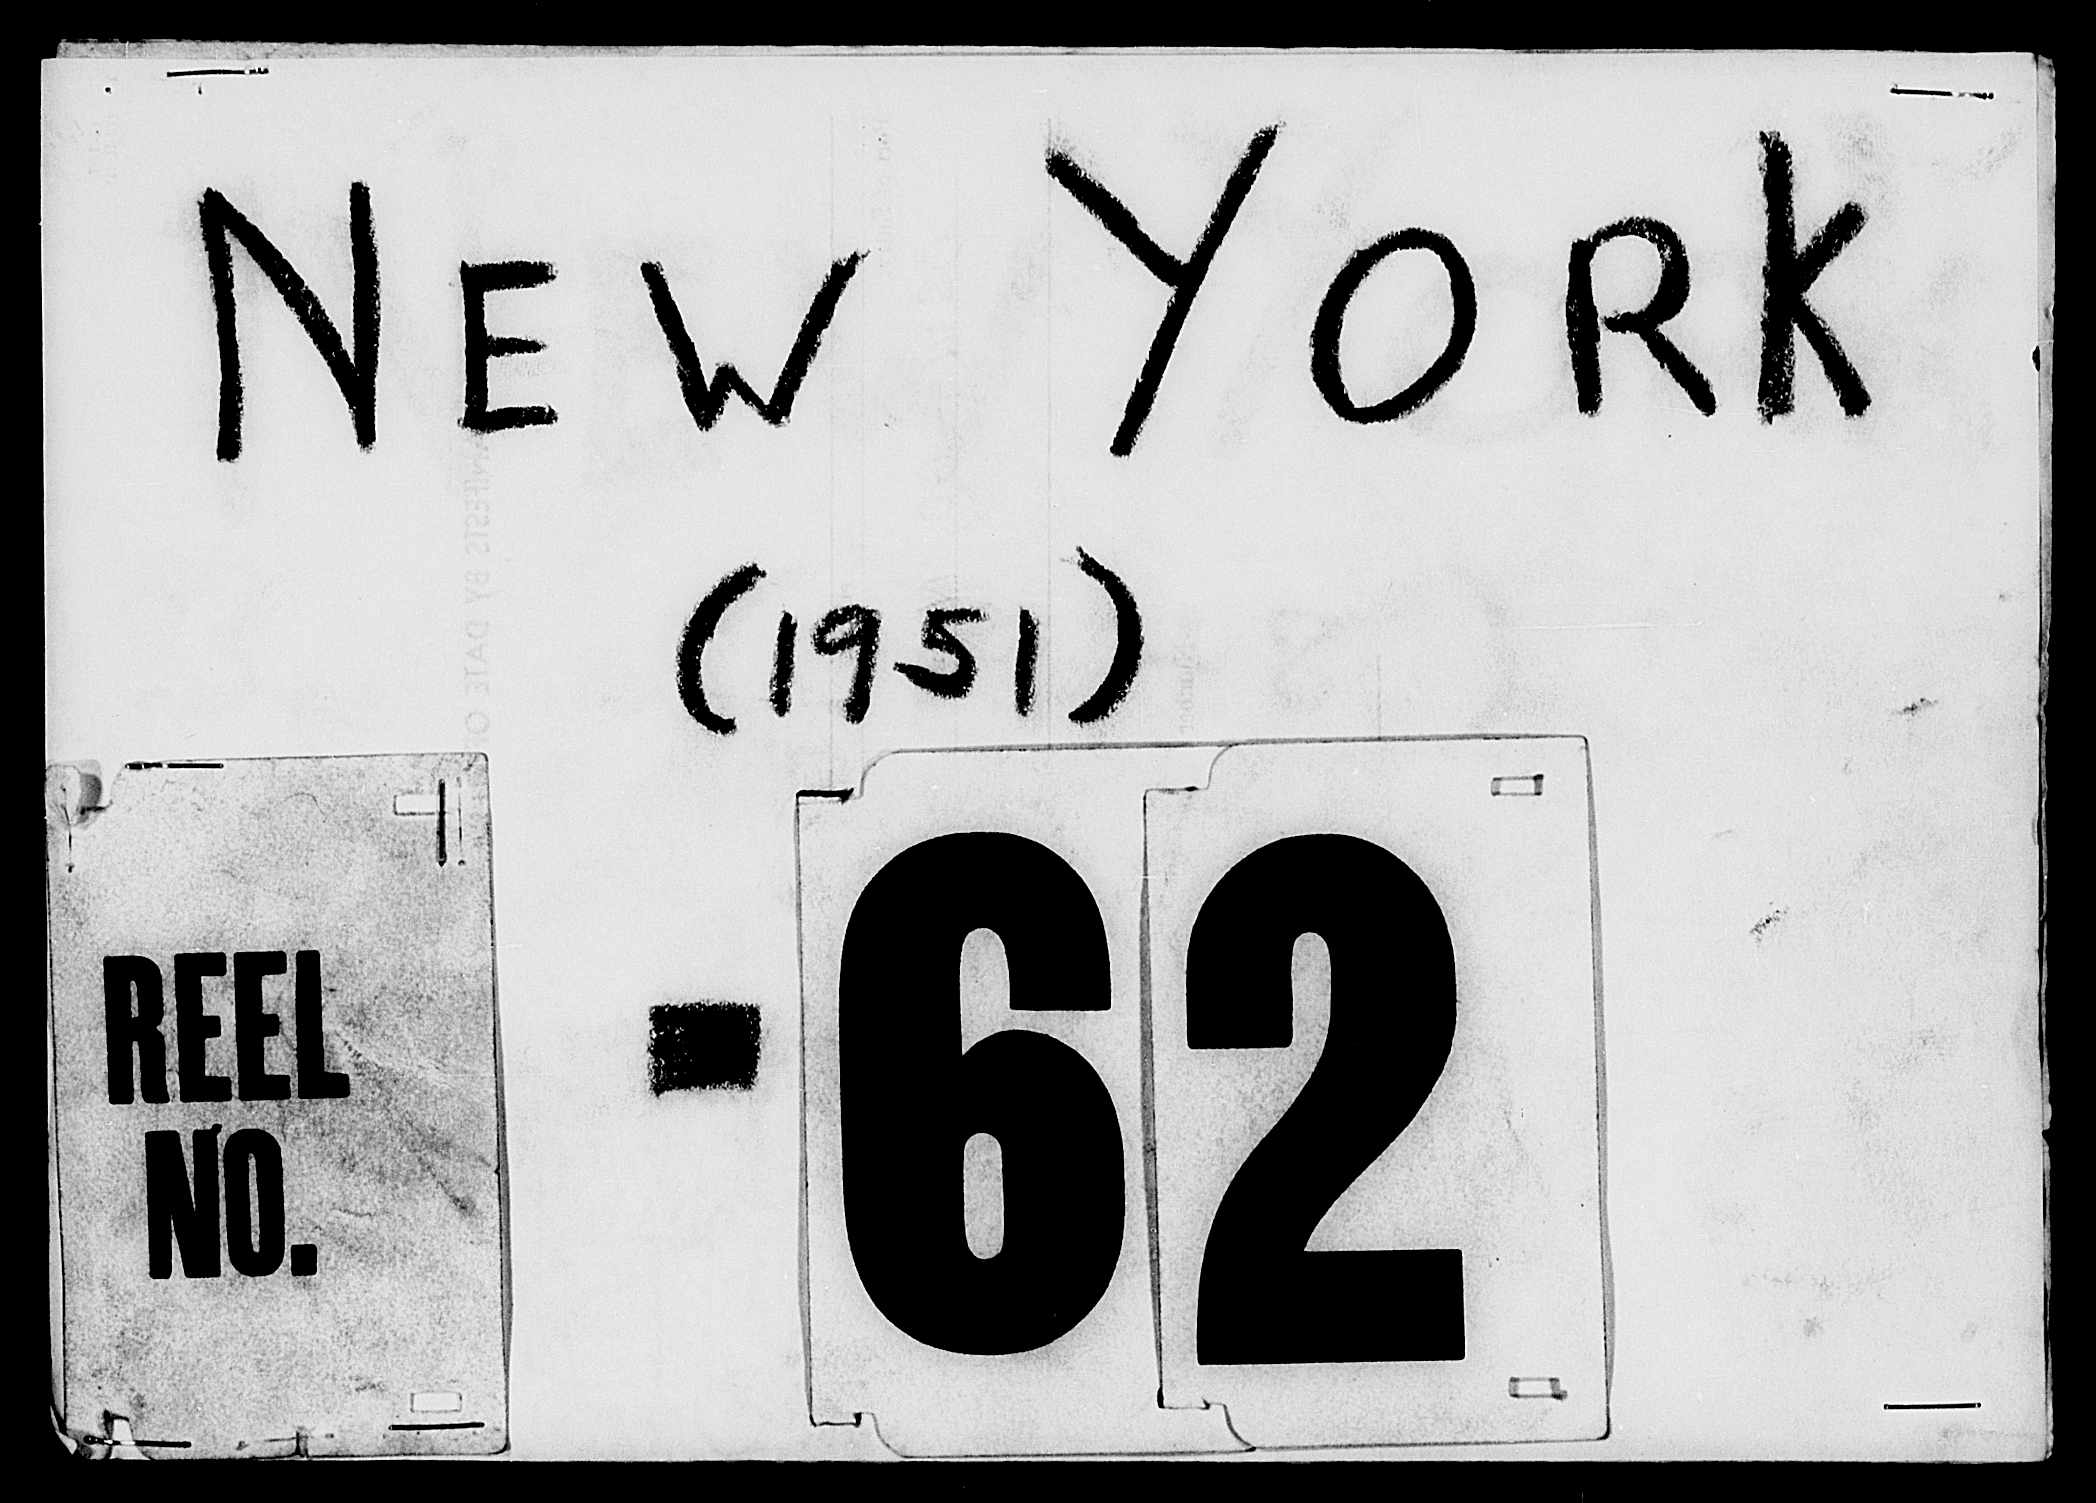 NEW YORK
(1951)
REEL
NO.
- 62